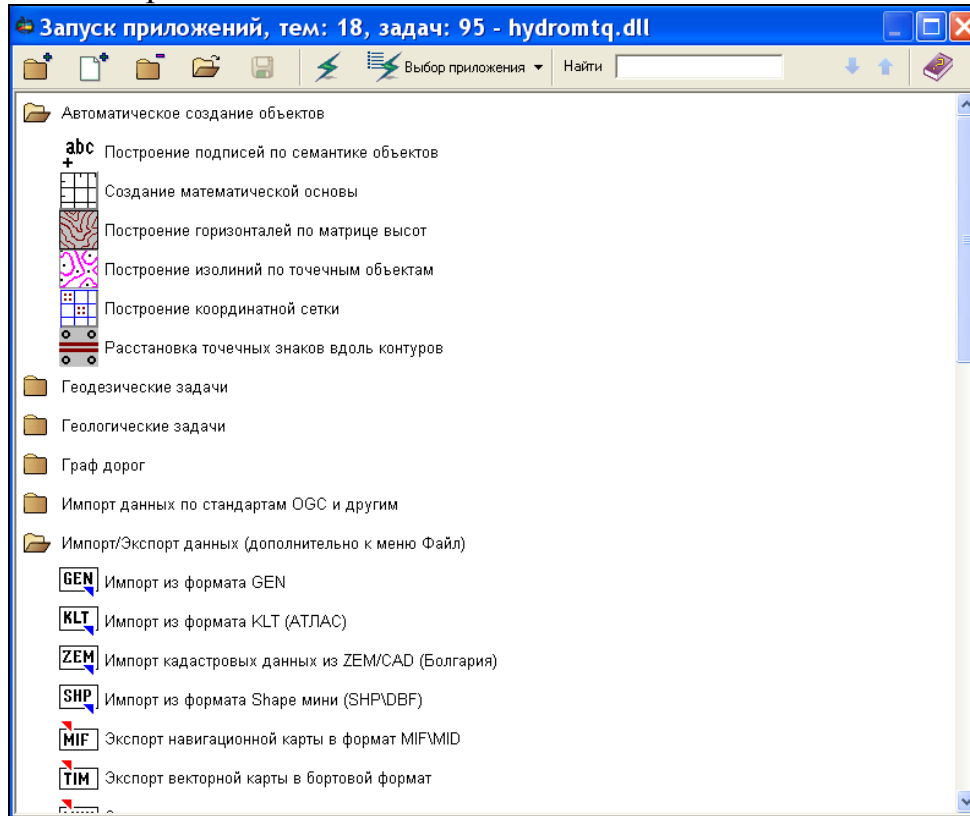 Запуск приложений, тем: 18, задач: 95 - hydromtq.dll
Выбор приложения Найти
Автоматическое создание объектов
abc Построение подписей по семантике объектов
Создание математической основы
Построение горизонталей по матрице высот
Построение изолиний по точечным объектам
Построение координатной сетки
Расстановка точечных знаков вдоль контуров
Геодезические задачи
Геологические задачи
Граф дорог
Импорт данных по стандартам OGC и другим
Импорт/Экспорт данных (дополнительно к меню Файл)
GEN Импорт из формата GEN
KLT Импорт из формата KLT (АТЛАС)
ZEM Импорт кадастровых данных из ZEM/CAD (Болгария)
SHP Импорт из формата Shape мини (SHP\DBF)
MIF Экспорт навигационной карты в формат MIF\MID
TIM Экспорт векторной карты в бортовой формат